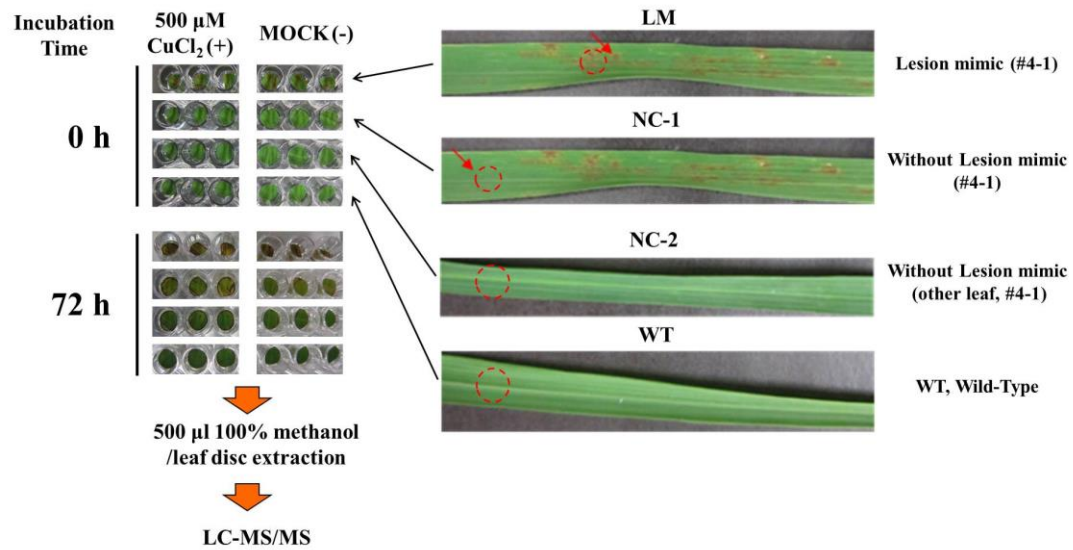 Incubation
Time
500 µM
CuCl2 (+)
MOCK (-)
0 h
72 h
500 µl 100% methanol
/leaf disc extraction
LC-MS/MS
LM
Lesion mimic (#4-1)
NC-1
Without Lesion mimic
(#4-1)
NC-2
Without Lesion mimic
(other leaf, #4-1)
WT
WT, Wild-Type